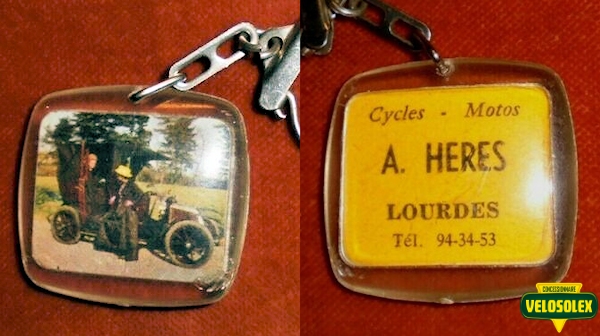 Cycles - Motos
A. HERES
LOURDES
Tél. 94-34-53
CONCESSIONNAIRE
VELOSOLEX